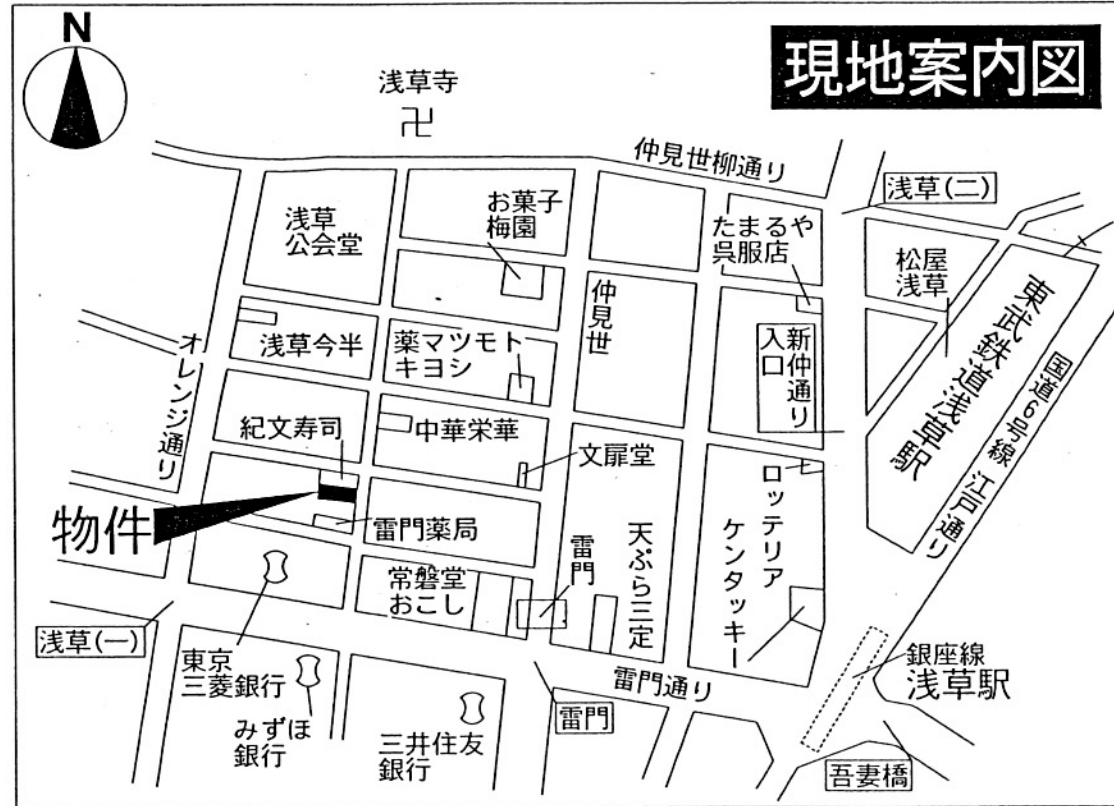 N
現地案内図
浅草寺
卍
仲見世柳通り
浅草(二)
浅草
公会堂
お菓子
梅園
たまるや
呉服店
松屋
浅草
仲見世
東武鉄道浅草駅
国道6号線 江戸通り
オレンジ通り
浅草今半
薬マツモト
キヨシ
新仲通り
入口
紀文寿司
中華栄華
文扉堂
ロッテリア
物件
雷門薬局
雷門
天ぷら三定
ケンタッキー
常磐堂
おこし
浅草(一)
東京
三菱銀行
みずほ
銀行
三井住友
銀行
雷門通り
雷門
銀座線
浅草駅
吾妻橋